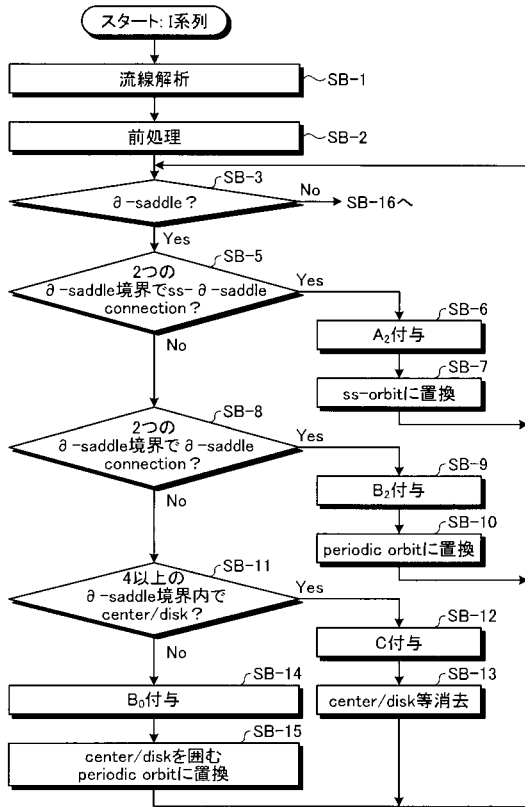 スタート: I系列
流線解析
SB-1
前処理
SB-2
SB-3
∂-saddle？
No
SB-16へ
Yes
SB-5
2つの
∂-saddle境界でss-∂-saddle
connection？
Yes
No
SB-6
A₂付与
SB-7
ss-orbitに置換
SB-8
2つの
∂-saddle境界で∂-saddle
connection？
Yes
No
SB-9
B₂付与
SB-10
periodic orbitに置換
SB-11
4以上の
∂-saddle境界内で
center/disk？
Yes
No
SB-12
C付与
SB-13
center/disk等消去
SB-14
B₀付与
SB-15
center/diskを囲む
periodic orbitに置換